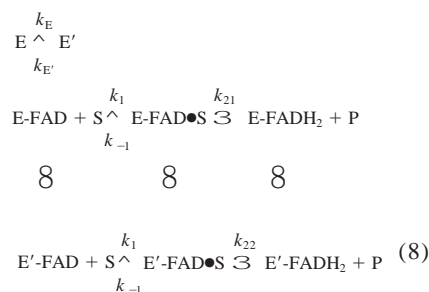 k_E
E ^ E′
k_E′
k_1 k_21
E-FAD + S ^ E-FAD●S 3 E-FADH_2 + P
k_−1
8 8 8
k_1 k_22
E′-FAD + S ^ E′-FAD●S 3 E′-FADH_2 + P (8)
k_−1